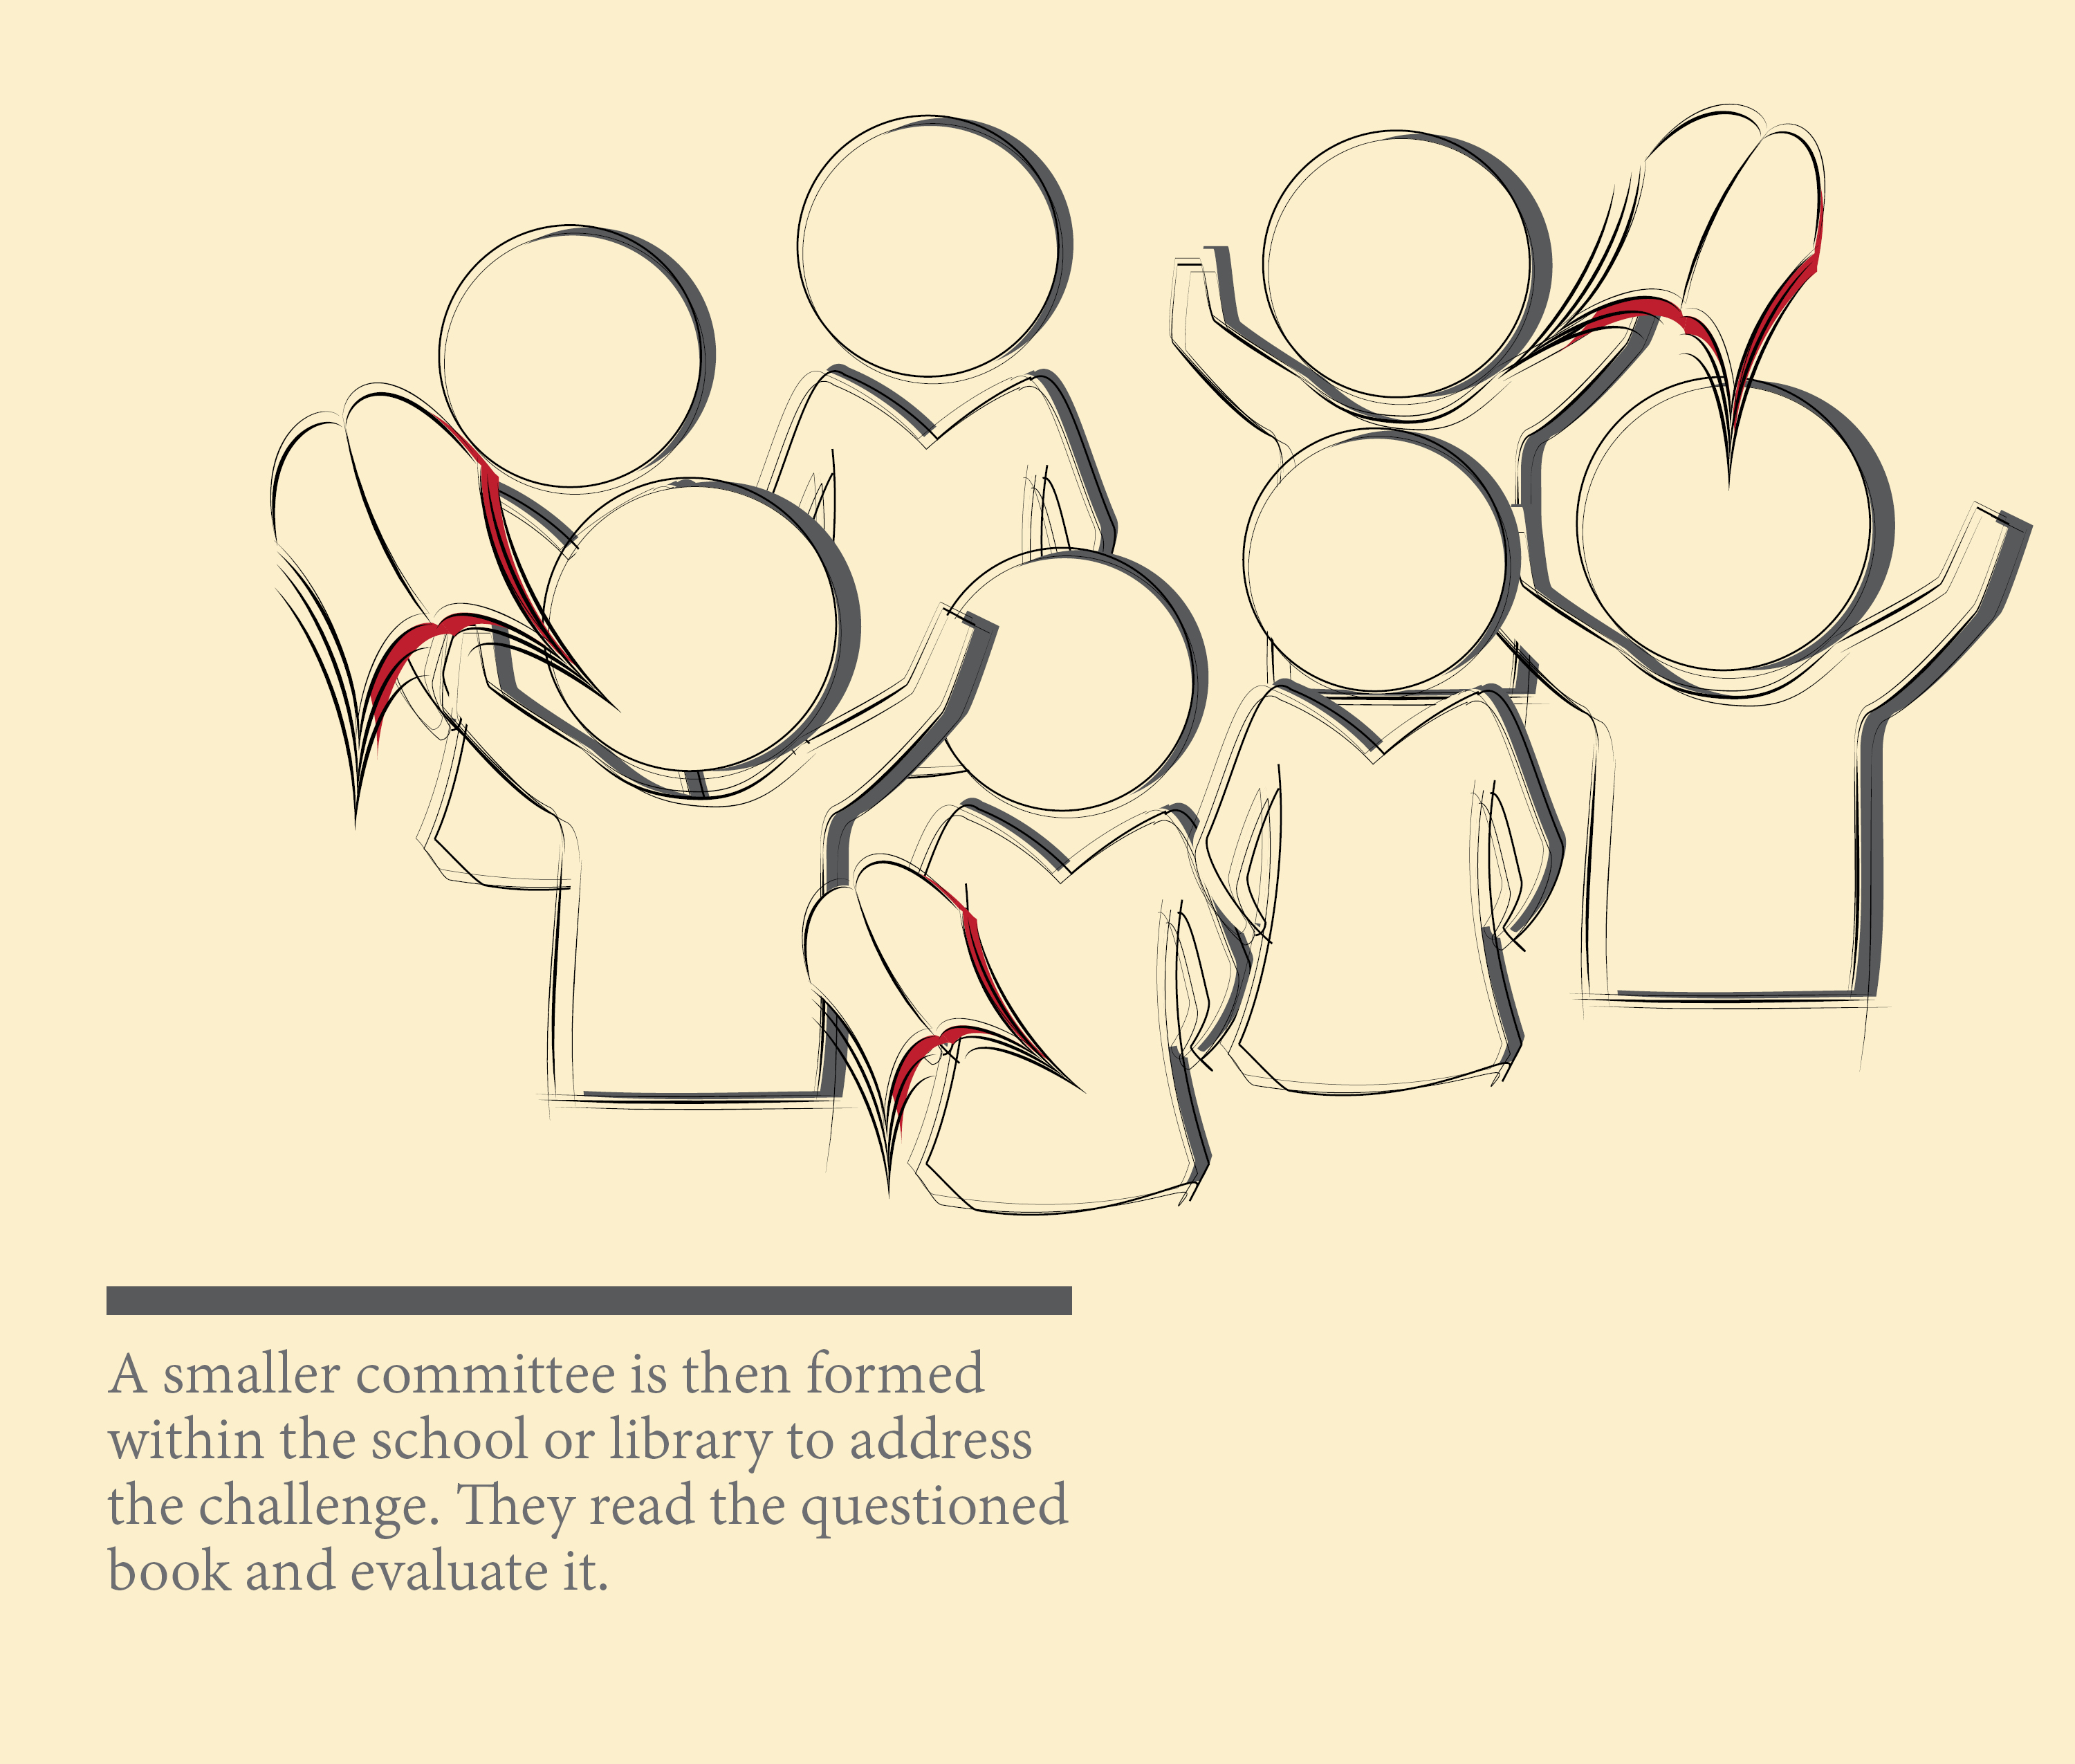 A smaller committee is then formed
within the school or library to address
the challenge. They read the questioned
book and evaluate it.